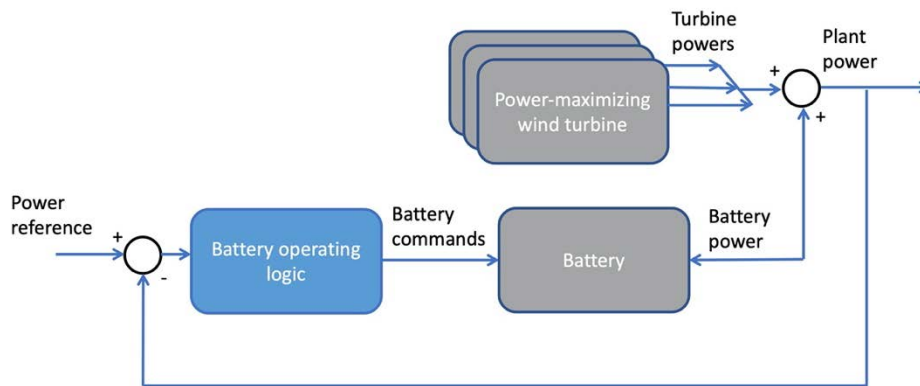 Turbine
powers
Plant
power
+
+
Power-maximizing
wind turbine
Power
reference
+
-
Battery operating
logic
Battery
commands
Battery
Battery
power